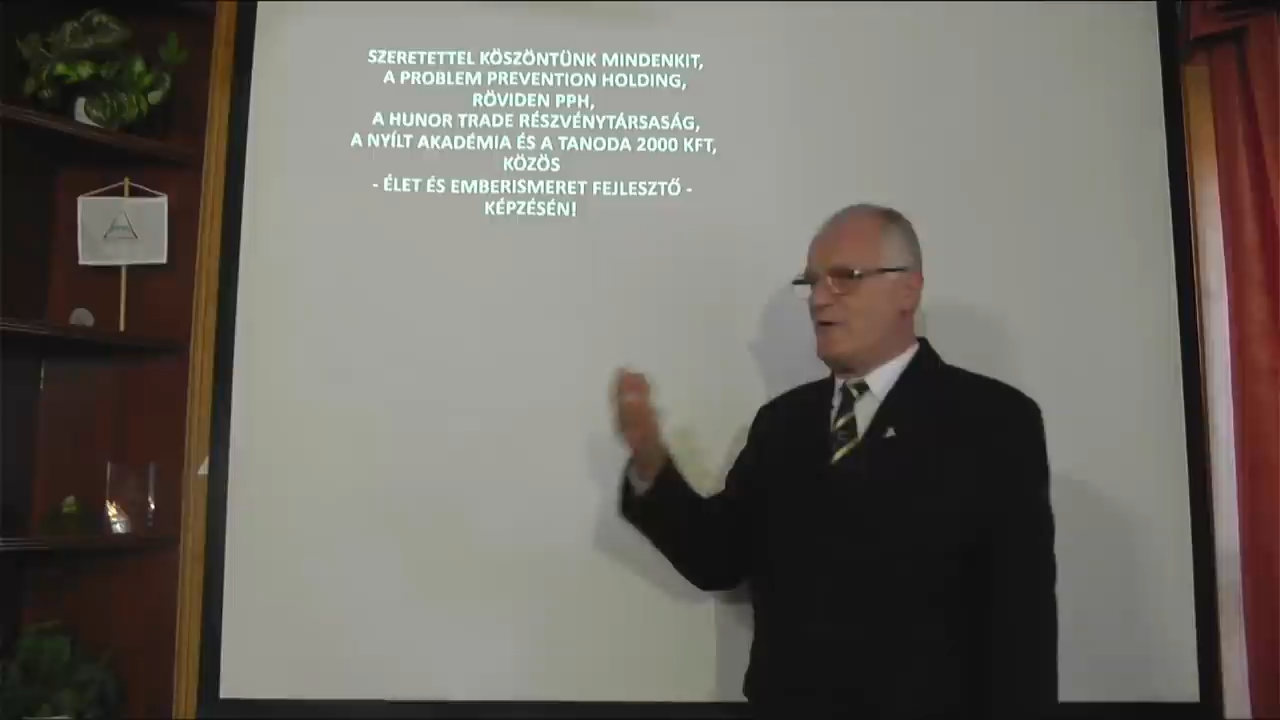 SZERETETTEL KÖSZÖNTÜNK MINDENKIT,
A PROBLEM PREVENTION HOLDING,
RÖVIDEN PPH,
A HUNOR TRADE RÉSZVÉNYTÁRSASÁG,
A NYÍLT AKADÉMIA ÉS A TANODA 2000 KFT,
KÖZÖS
- ÉLET ÉS EMBERISMERET FEJLESZTŐ -
KÉPZÉSÉN!